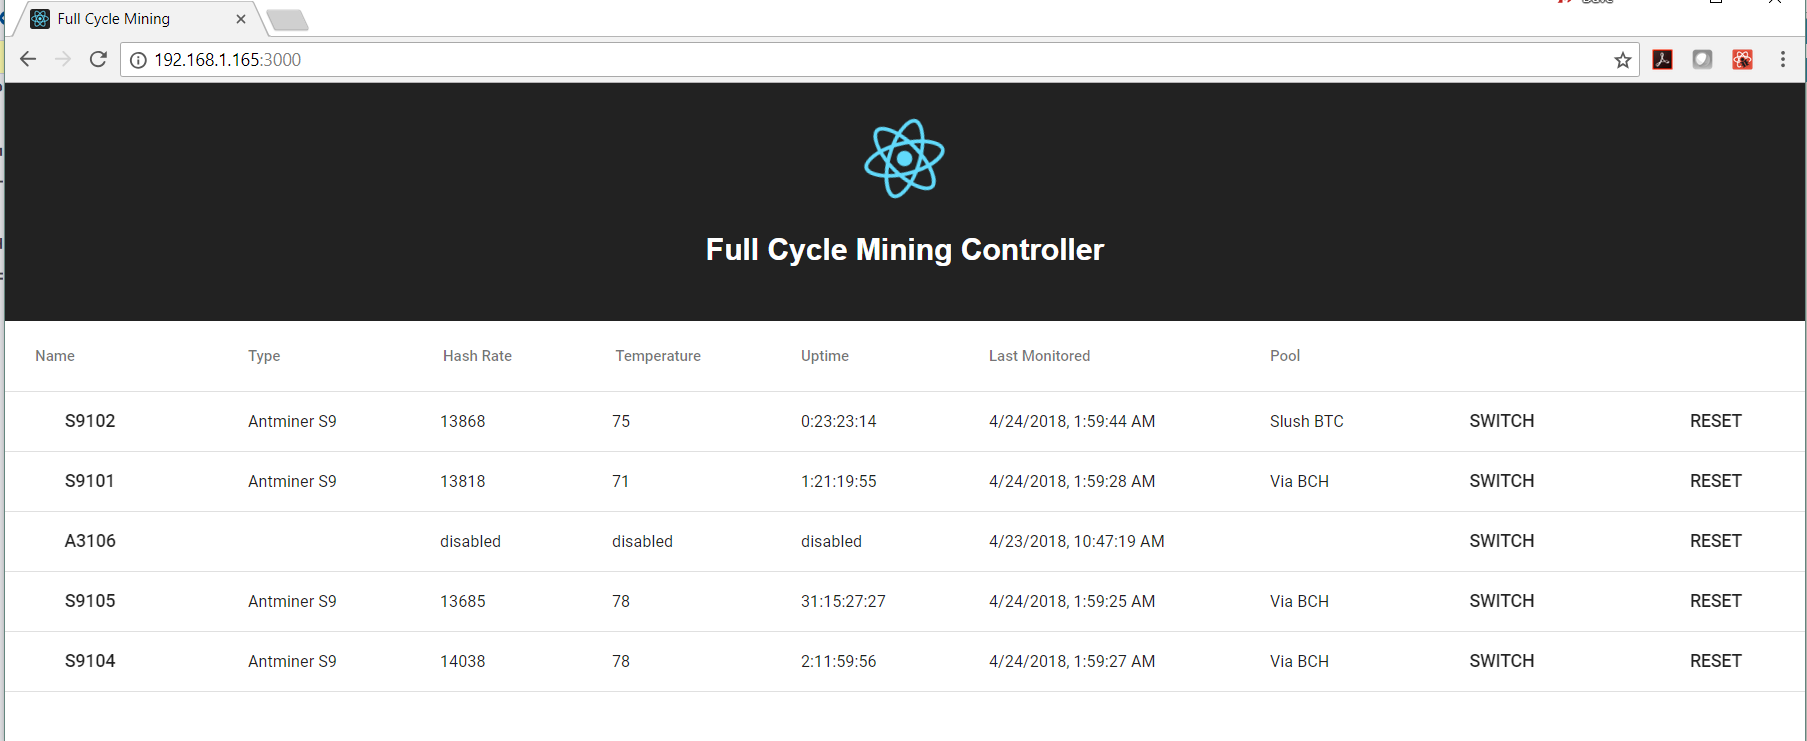 Full Cycle Mining
192.168.1.165:3000
Full Cycle Mining Controller
Name Type Hash Rate Temperature Uptime Last Monitored Pool
S9102 Antminer S9 13868 75 0:23:23:14 4/24/2018, 1:59:44 AM Slush BTC SWITCH RESET
S9101 Antminer S9 13818 71 1:21:19:55 4/24/2018, 1:59:28 AM Via BCH SWITCH RESET
A3106 disabled disabled disabled 4/23/2018, 10:47:19 AM SWITCH RESET
S9105 Antminer S9 13685 78 31:15:27:27 4/24/2018, 1:59:25 AM Via BCH SWITCH RESET
S9104 Antminer S9 14038 78 2:11:59:56 4/24/2018, 1:59:27 AM Via BCH SWITCH RESET